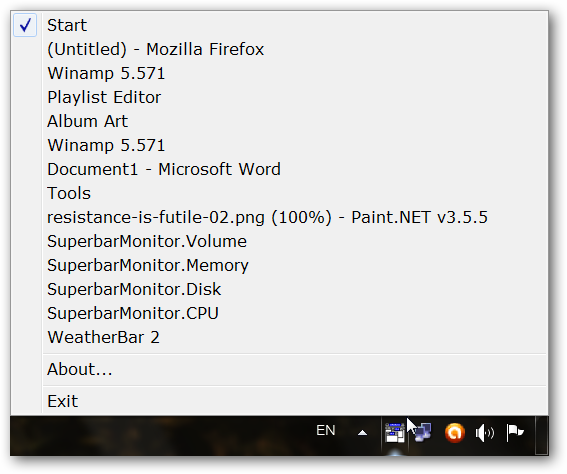 Start
(Untitled) - Mozilla Firefox
Winamp 5.571
Playlist Editor
Album Art
Winamp 5.571
Document1 - Microsoft Word
Tools
resistance-is-futile-02.png (100%) - Paint.NET v3.5.5
SuperbarMonitor.Volume
SuperbarMonitor.Memory
SuperbarMonitor.Disk
SuperbarMonitor.CPU
WeatherBar 2
About...
Exit
EN